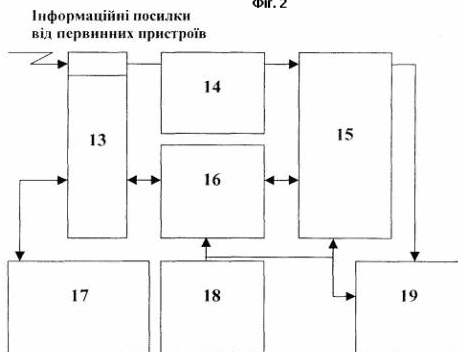 Фіг. 2
Інформаційні посилки
від первинних пристроїв
14
13
15
16
17
18
19